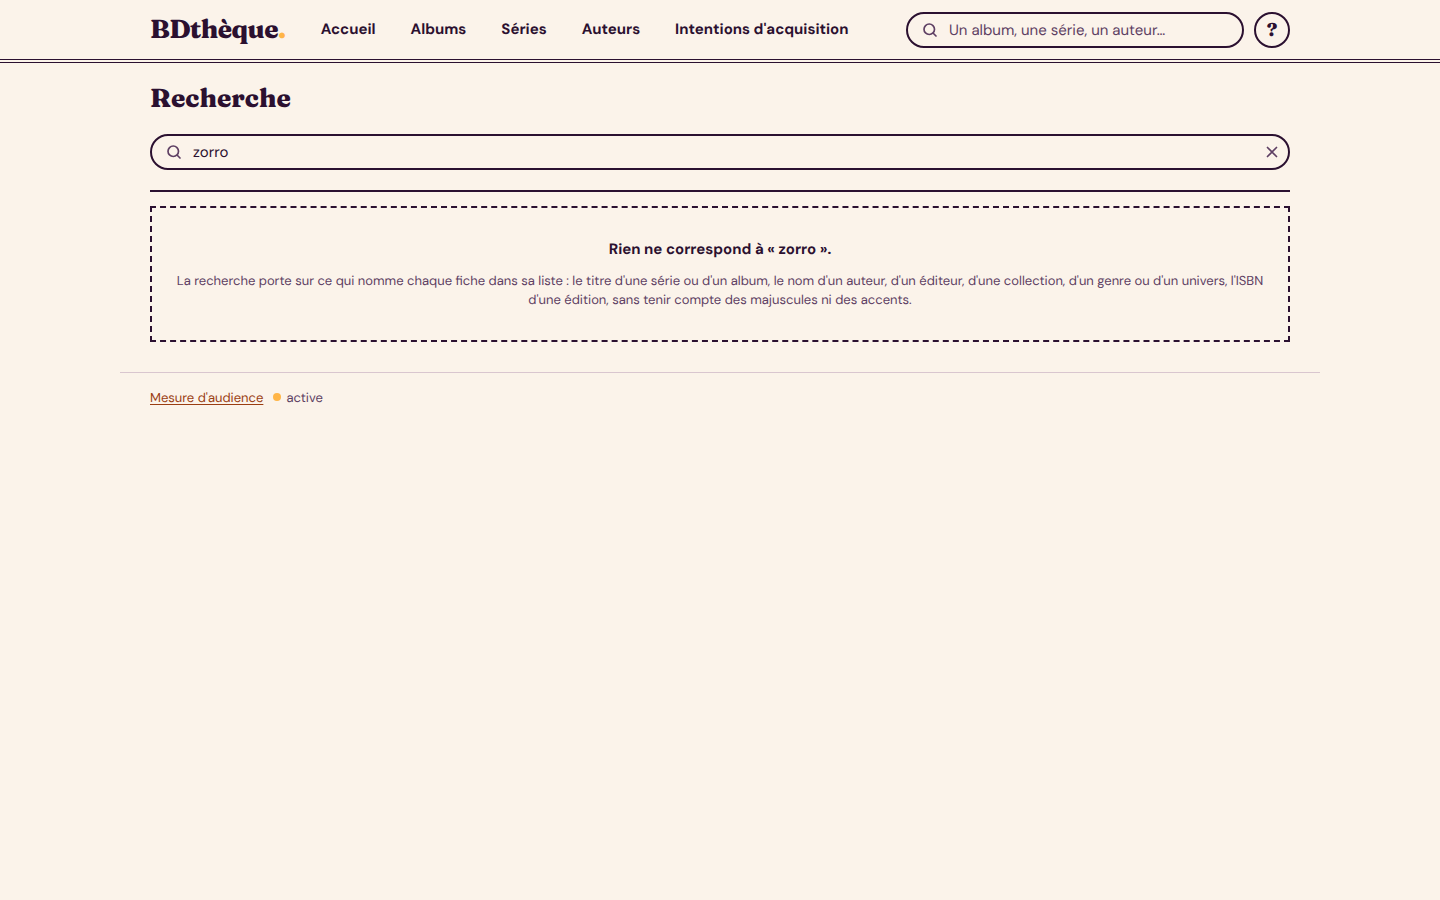 BDthèque.
Accueil
Albums
Séries
Auteurs
Intentions d'acquisition
Un album, une série, un auteur...
?
Recherche
zorro
Rien ne correspond à « zorro ».
La recherche porte sur ce qui nomme chaque fiche dans sa liste : le titre d'une série ou d'un album, le nom d'un auteur, d'un éditeur, d'une collection, d'un genre ou d'un univers, l'ISBN
d'une édition, sans tenir compte des majuscules ni des accents.
Mesure d'audience
active